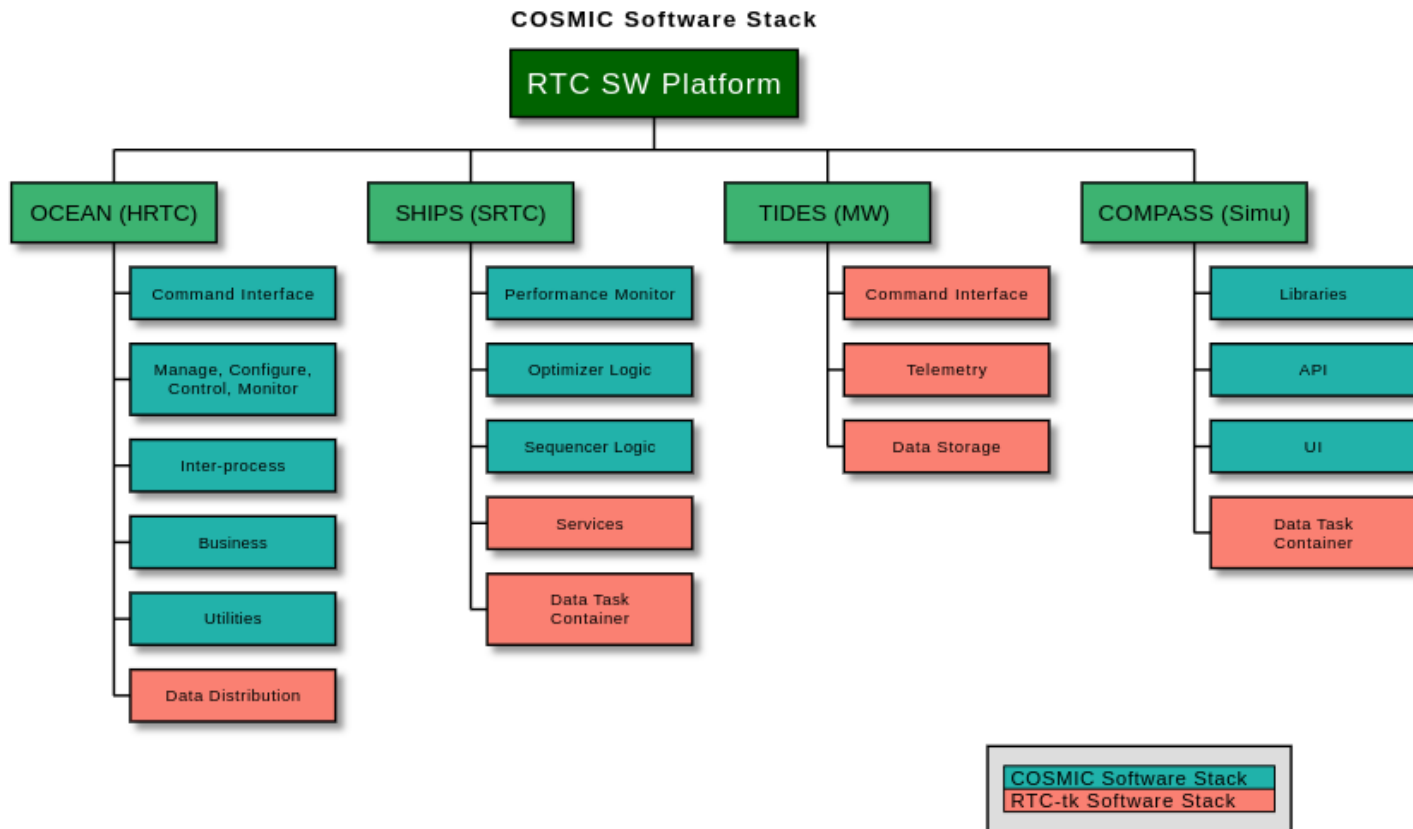 COSMIC Software Stack
RTC SW Platform
OCEAN (HRTC)
Command Interface
Manage, Configure,
Control, Monitor
Inter-process
Business
Utilities
Data Distribution
SHIPS (SRTC)
Performance Monitor
Optimizer Logic
Sequencer Logic
Services
Data Task
Container
TIDES (MW)
Command Interface
Telemetry
Data Storage
COMPASS (Simu)
Libraries
API
UI
Data Task
Container
COSMIC Software Stack
RTC-tk Software Stack